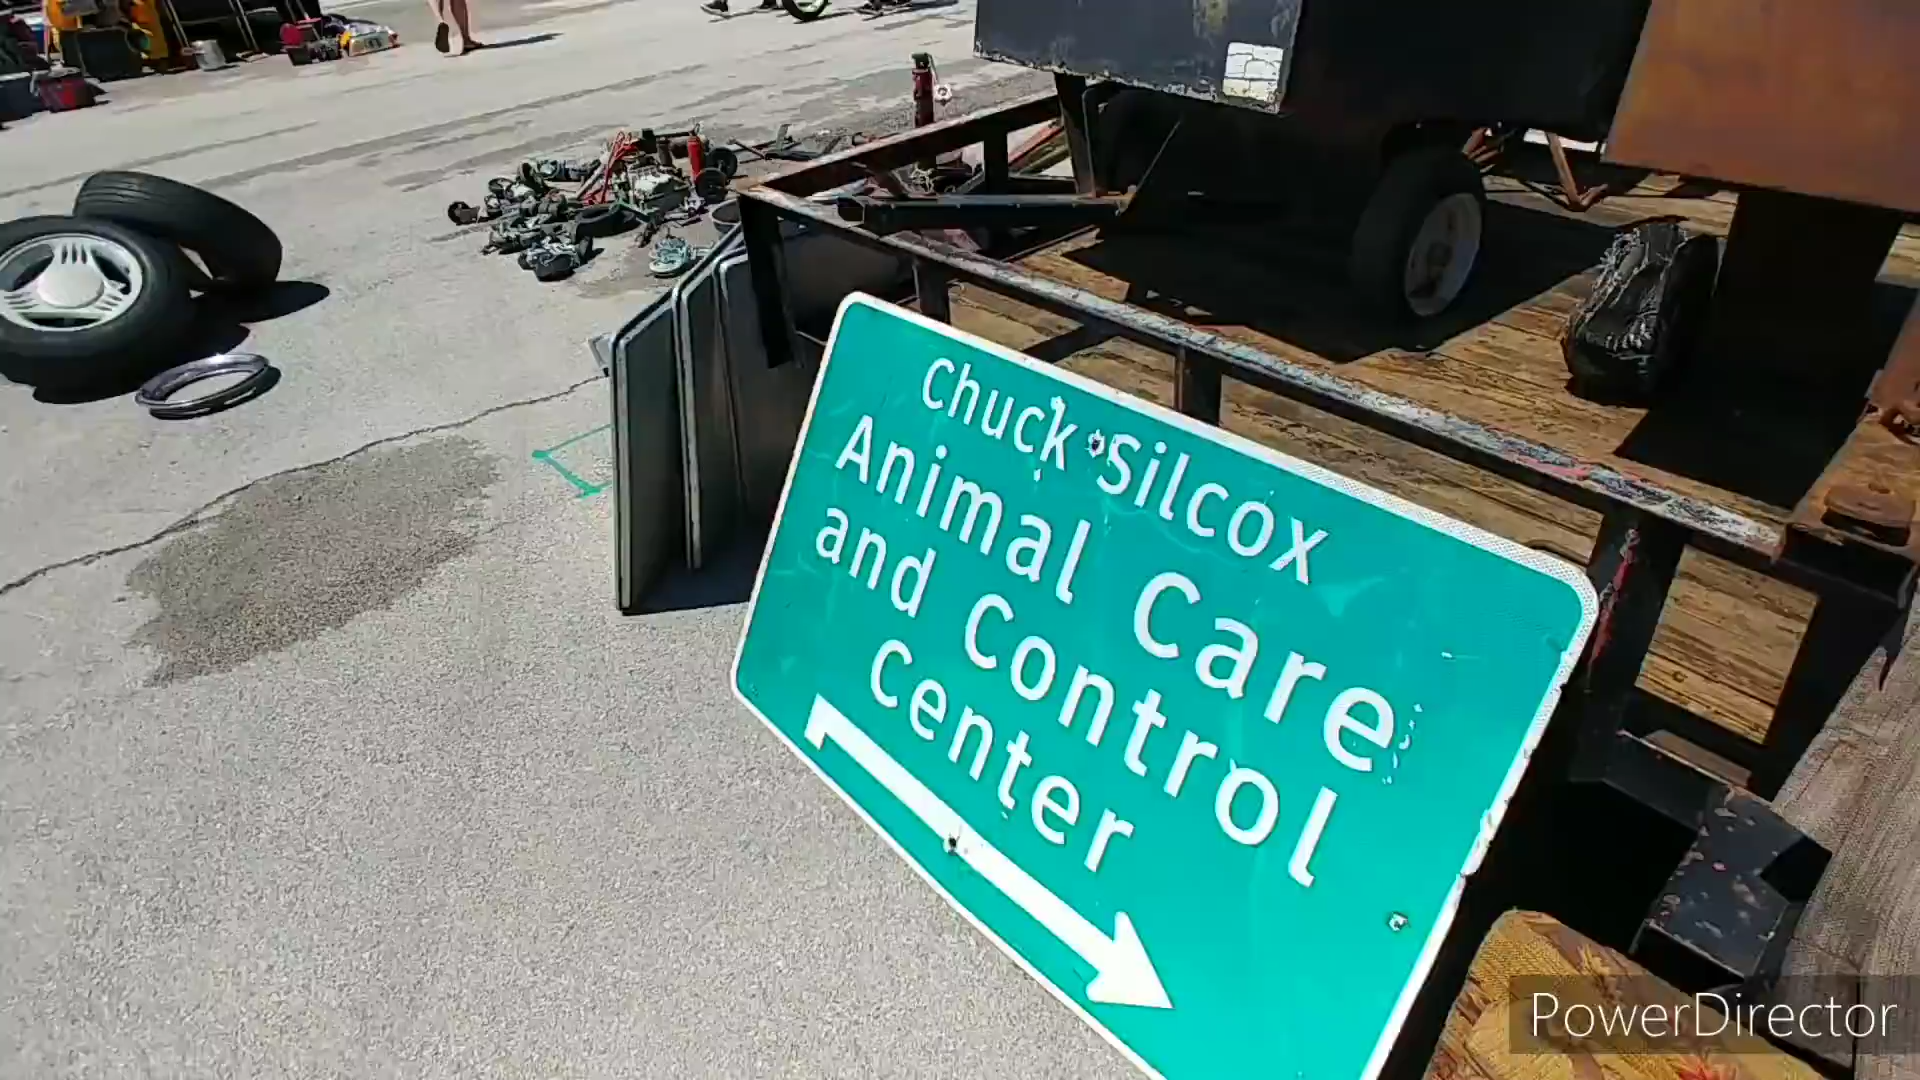 Chuck Silcox
Animal Care
and Control
Center
PowerDirector